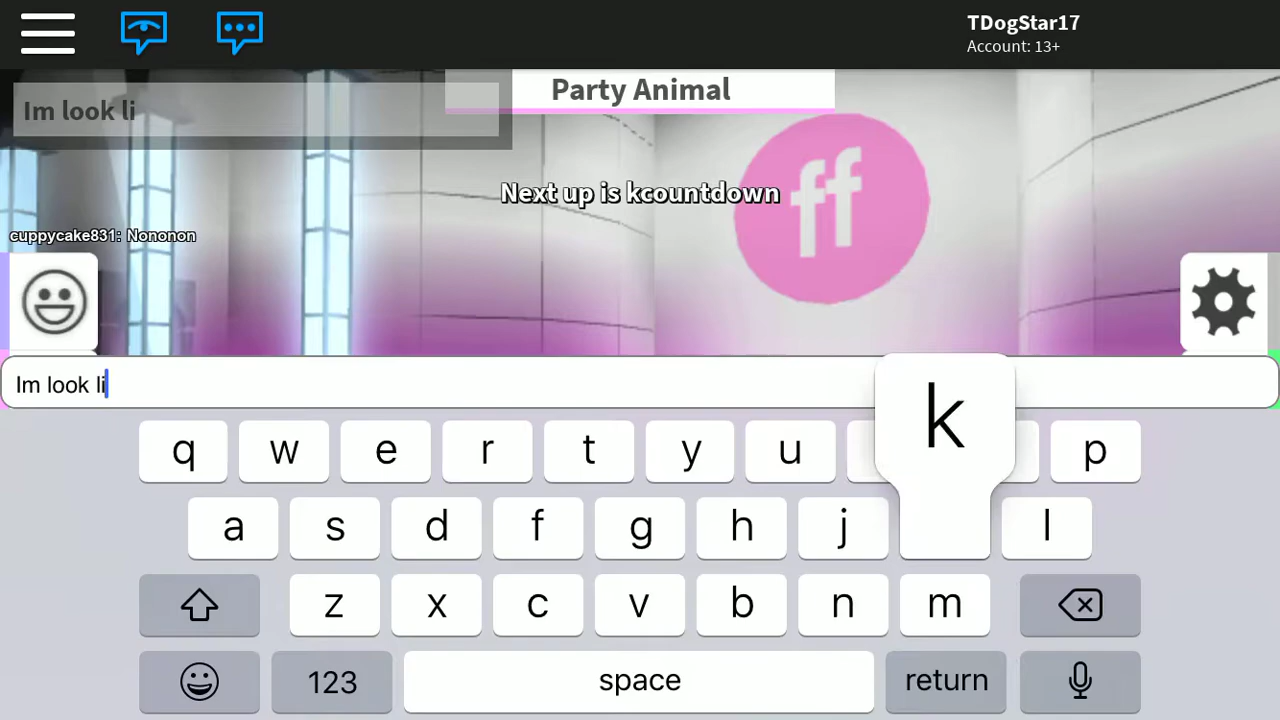 TDogStar17
Account: 13+
Party Animal
Im look li
ff
Next up is kcountdown
cuppycake831: Nononon
Im look li
k
q w e r t y u p
a s d f g h j l
z x c v b n m
123 space return